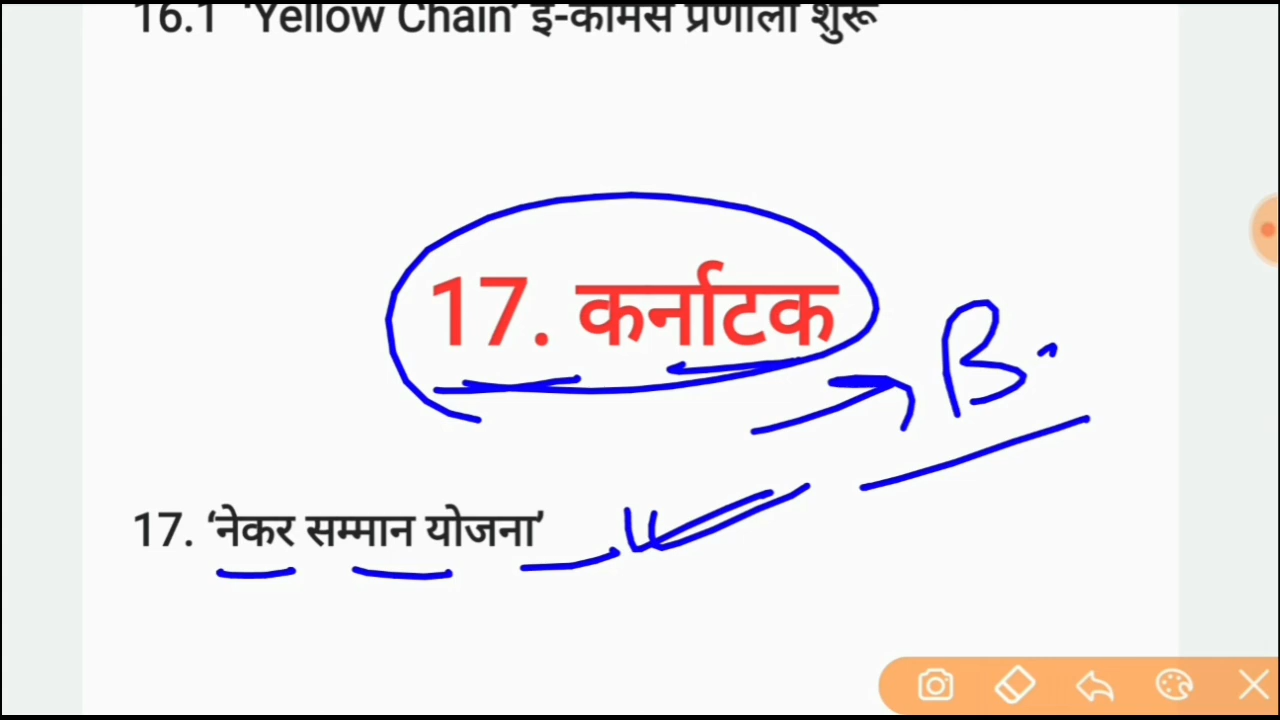 16.1 'Yellow Chain' ई-कॉमर्स प्रणाली शुरू
17. कर्नाटक
B.
17. 'नेकर सम्मान योजना'